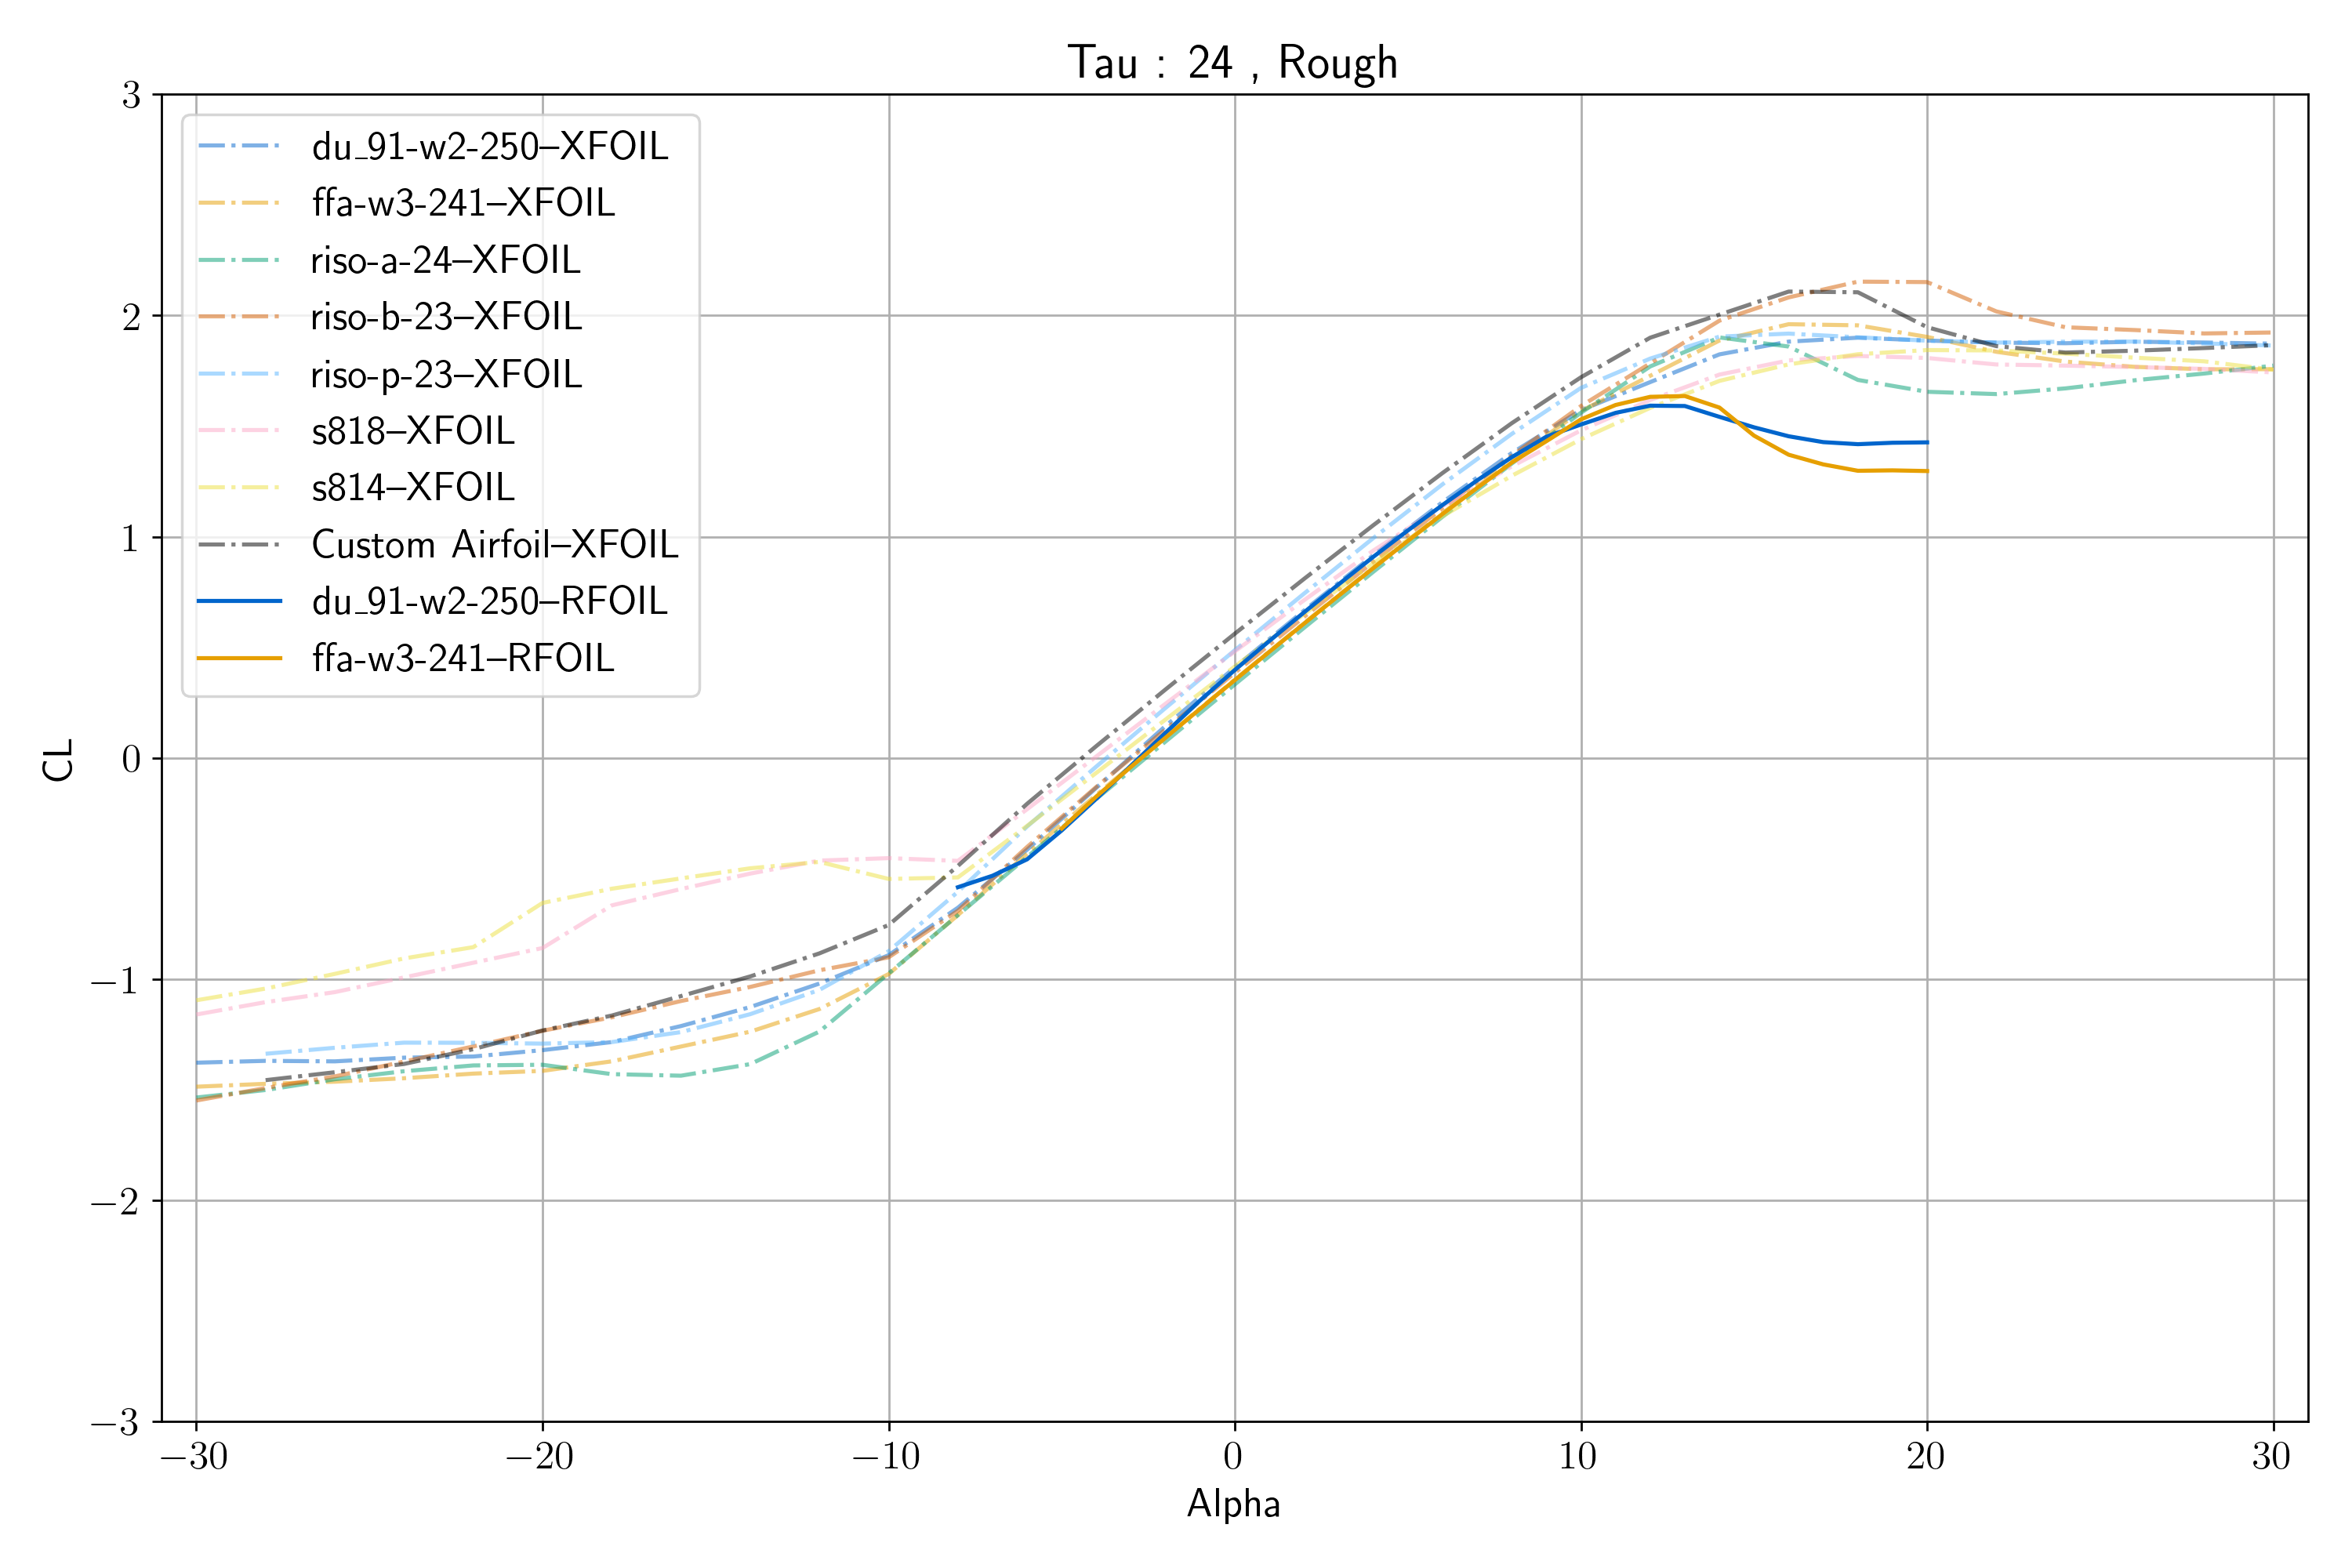 Tau : 24 , Rough
3
2
1
0
−1
−2
−3
CL
du_91-w2-250–XFOIL
ffa-w3-241–XFOIL
riso-a-24–XFOIL
riso-b-23–XFOIL
riso-p-23–XFOIL
s818–XFOIL
s814–XFOIL
Custom Airfoil–XFOIL
du_91-w2-250–RFOIL
ffa-w3-241–RFOIL
−30 −20 −10 0 10 20 30
Alpha